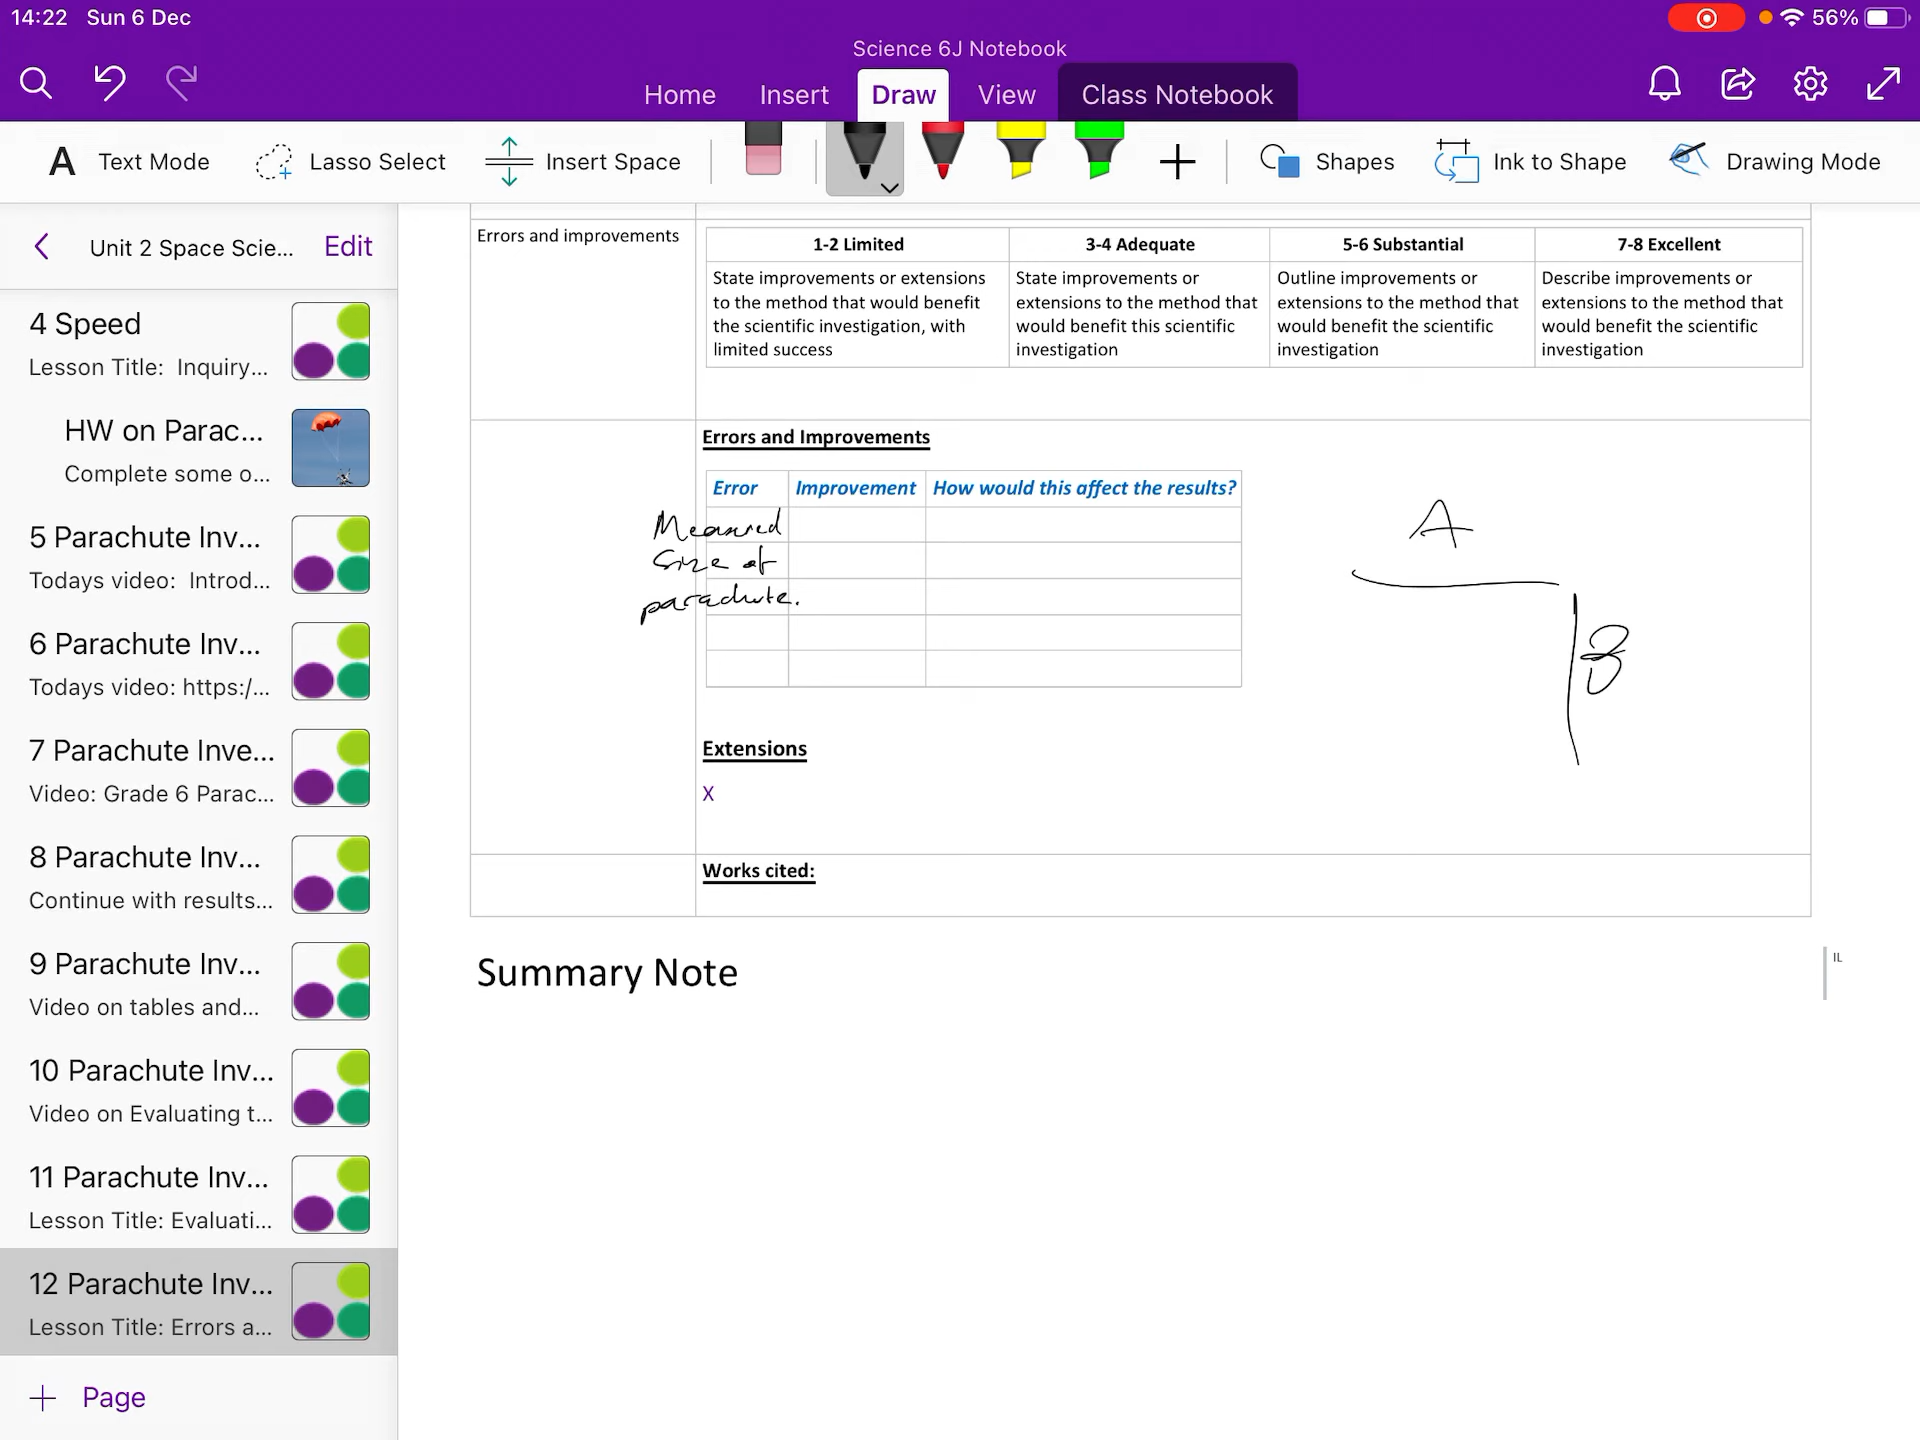 14:22 Sun 6 Dec
56%
Science 6J Notebook
Home Insert Draw View Class Notebook
A Text Mode Lasso Select Insert Space Shapes Ink to Shape Drawing Mode
Unit 2 Space Scie... Edit
4 Speed
Lesson Title: Inquiry...
HW on Parac...
Complete some o...
5 Parachute Inv...
Todays video: Introd...
6 Parachute Inv...
Todays video: https:/...
7 Parachute Inve...
Video: Grade 6 Parac...
8 Parachute Inv...
Continue with results...
9 Parachute Inv...
Video on tables and...
10 Parachute Inv...
Video on Evaluating t...
11 Parachute Inv...
Lesson Title: Evaluati...
12 Parachute Inv...
Lesson Title: Errors a...
+ Page
Errors and improvements
1-2 Limited 3-4 Adequate 5-6 Substantial 7-8 Excellent
State improvements or extensions
to the method that would benefit
the scientific investigation, with
limited success
State improvements or
extensions to the method that
would benefit this scientific
investigation
Outline improvements or
extensions to the method that
would benefit the scientific
investigation
Describe improvements or
extensions to the method that
would benefit the scientific
investigation
Errors and Improvements
Error Improvement How would this affect the results?
Measured
Size of
parachute.
A
B
Extensions
X
Works cited:
Summary Note
IL